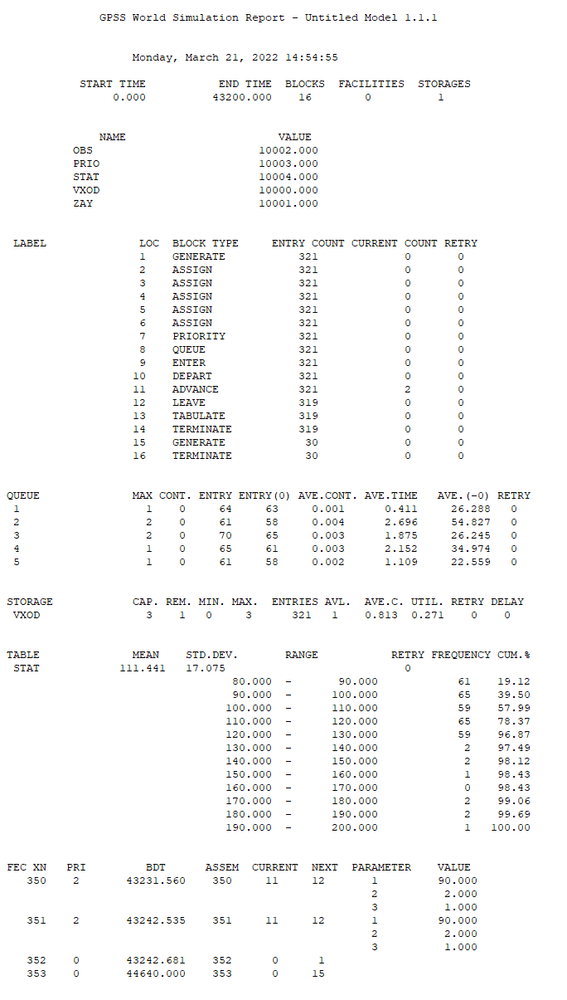 GPSS World Simulation Report - Untitled Model 1.1.1
Monday, March 21, 2022 14:54:55
START TIME END TIME BLOCKS FACILITIES STORAGES
0.000 43200.000 16 0 1
NAME VALUE
OBS 10002.000
PRIO 10003.000
STAT 10004.000
VXOD 10000.000
ZAY 10001.000
LABEL LOC BLOCK TYPE ENTRY COUNT CURRENT COUNT RETRY
1 GENERATE 321 0 0
2 ASSIGN 321 0 0
3 ASSIGN 321 0 0
4 ASSIGN 321 0 0
5 ASSIGN 321 0 0
6 ASSIGN 321 0 0
7 PRIORITY 321 0 0
8 QUEUE 321 0 0
9 ENTER 321 0 0
10 DEPART 321 0 0
11 ADVANCE 321 2 0
12 LEAVE 319 0 0
13 TABULATE 319 0 0
14 TERMINATE 319 0 0
15 GENERATE 30 0 0
16 TERMINATE 30 0 0
QUEUE MAX CONT. ENTRY ENTRY(0) AVE.CONT. AVE.TIME AVE.(-0) RETRY
1 1 0 64 63 0.001 0.411 26.288 0
2 2 0 61 58 0.004 2.696 54.827 0
3 2 0 70 65 0.003 1.875 26.245 0
4 1 0 65 61 0.003 2.152 34.974 0
5 1 0 61 58 0.002 1.109 22.559 0
STORAGE CAP. REM. MIN. MAX. ENTRIES AVL. AVE.C. UTIL. RETRY DELAY
VXOD 3 1 0 3 321 1 0.813 0.271 0 0
TABLE MEAN STD.DEV. RANGE RETRY FREQUENCY CUM.%
STAT 111.441 17.075 0
80.000 - 90.000 61 19.12
90.000 - 100.000 65 39.50
100.000 - 110.000 59 57.99
110.000 - 120.000 65 78.37
120.000 - 130.000 59 96.87
130.000 - 140.000 2 97.49
140.000 - 150.000 2 98.12
150.000 - 160.000 1 98.43
160.000 - 170.000 0 98.43
170.000 - 180.000 2 99.06
180.000 - 190.000 2 99.69
190.000 - 200.000 1 100.00
FEC XN PRI BDT ASSEM CURRENT NEXT PARAMETER VALUE
350 2 43231.560 350 11 12 1 90.000
2 2.000
3 1.000
351 2 43242.535 351 11 12 1 90.000
2 2.000
3 1.000
352 0 43242.681 352 0 1
353 0 44640.000 353 0 15